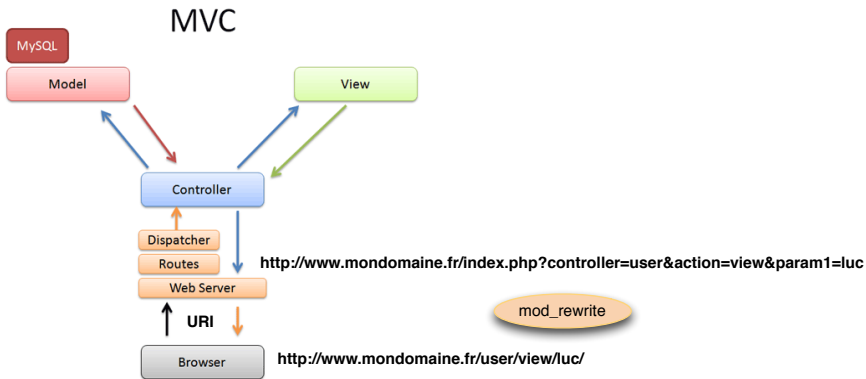 MVC
MySQL
Model
View
Controller
Dispatcher
Routes
http://www.mondomaine.fr/index.php?controller=user&action=view&param1=luc
Web Server
mod_rewrite
URI
Browser
http://www.mondomaine.fr/user/view/luc/